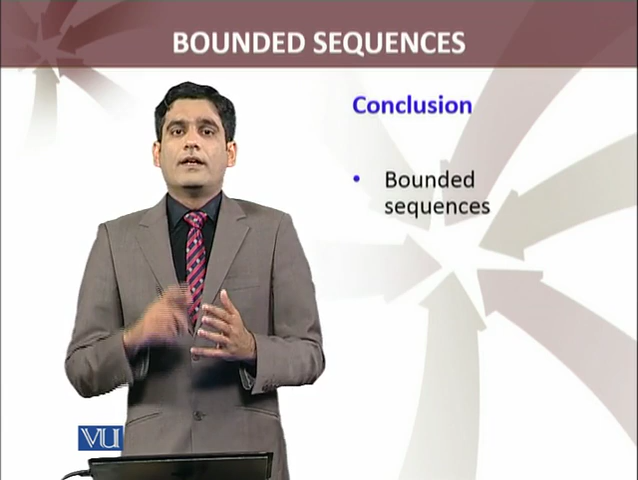 BOUNDED SEQUENCES
Conclusion
• Bounded
sequences
VU